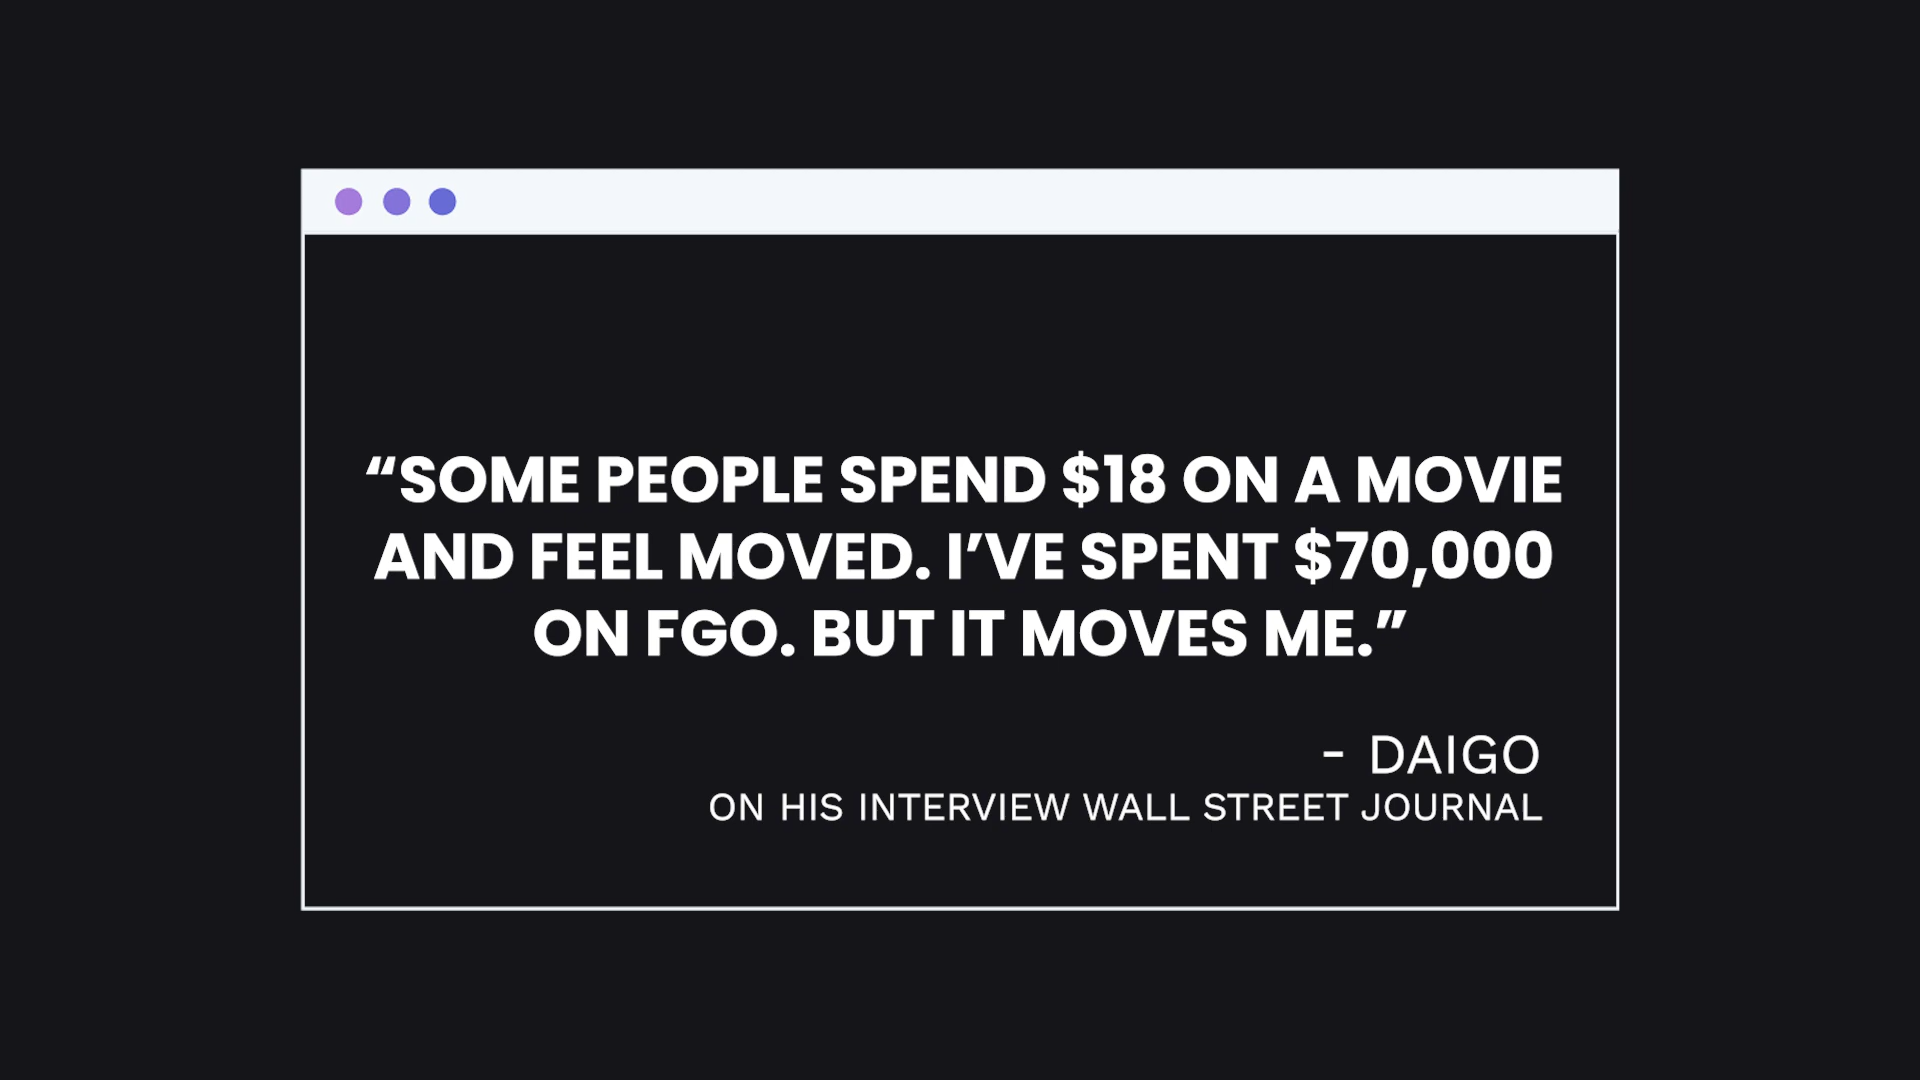 “SOME PEOPLE SPEND $18 ON A MOVIE
AND FEEL MOVED. I’VE SPENT $70,000
ON FGO. BUT IT MOVES ME.”
- DAIGO
ON HIS INTERVIEW WALL STREET JOURNAL